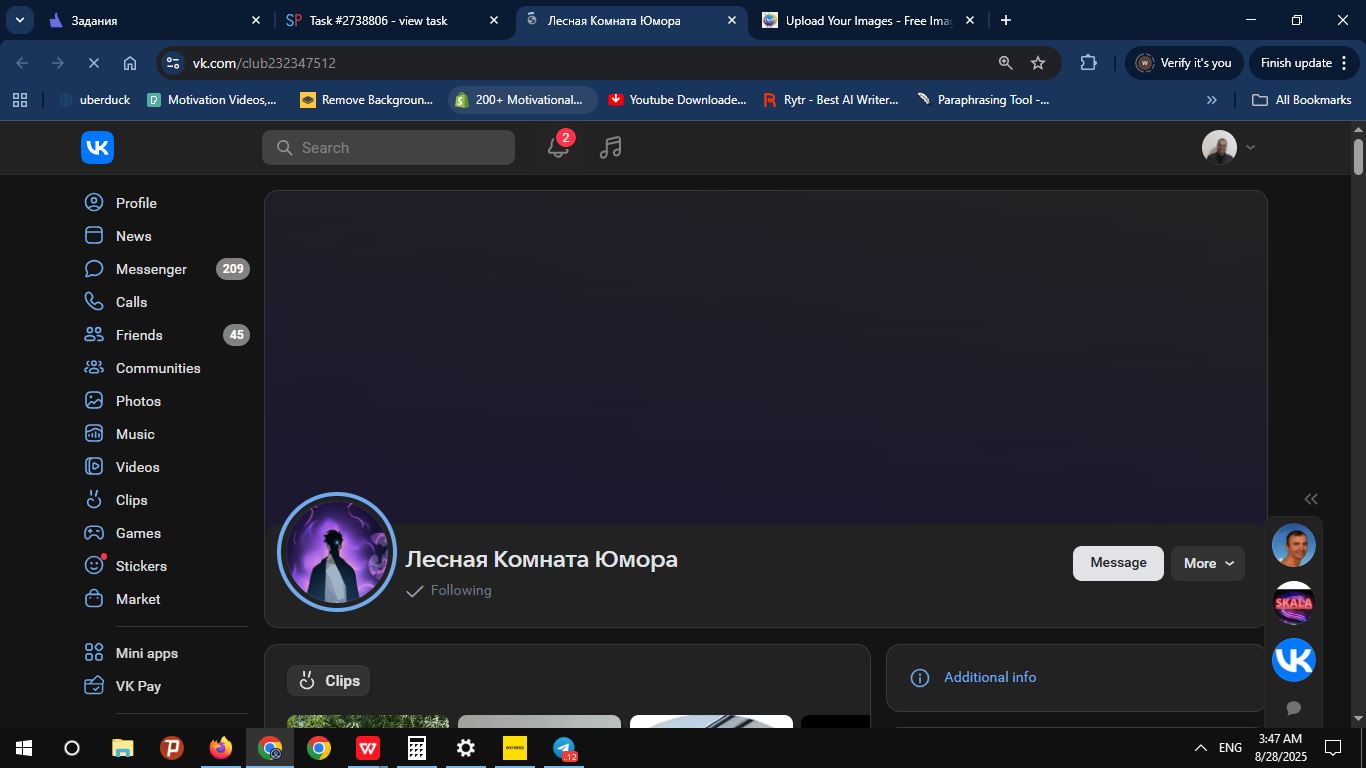 Задания
Task #2738806 - view task
Лесная Комната Юмора
Upload Your Images - Free Imag
vk.com/club232347512
Verify it's you
Finish update
uberduck
Motivation Videos,...
Remove Backgroun...
200+ Motivational...
Youtube Downloade...
Rytr - Best AI Writer...
Paraphrasing Tool -...
All Bookmarks
Search
2
Profile
News
Messenger 209
Calls
Friends 45
Communities
Photos
Music
Videos
Clips
Games
Stickers
Market
Mini apps
VK Pay
Лесная Комната Юмора
Following
Message
More
SKALA
Clips
Additional info
exness
12
ENG
3:47 AM
8/28/2025